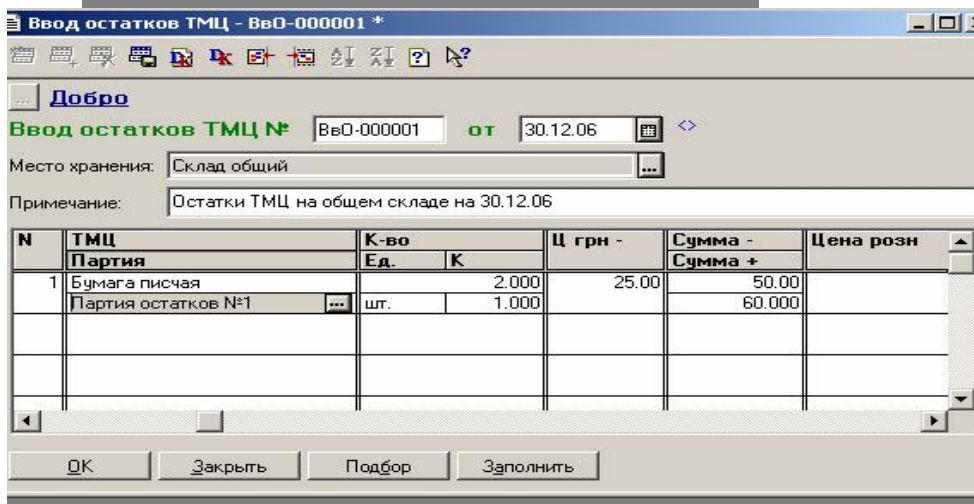 Ввод остатков ТМЦ - ВвО-000001 *
... Добро
Ввод остатков ТМЦ № ВвО-000001 от 30.12.06 <>
Место хранения: Склад общий ...
Примечание: Остатки ТМЦ на общем складе на 30.12.06
N ТМЦ К-во Ц грн - Сумма - Цена розн
Партия Ед. К Сумма +
1 Бумага писчая 2.000 25.00 50.00
Партия остатков №1 ... шт. 1.000 60.000
OK Закрыть Подбор Заполнить